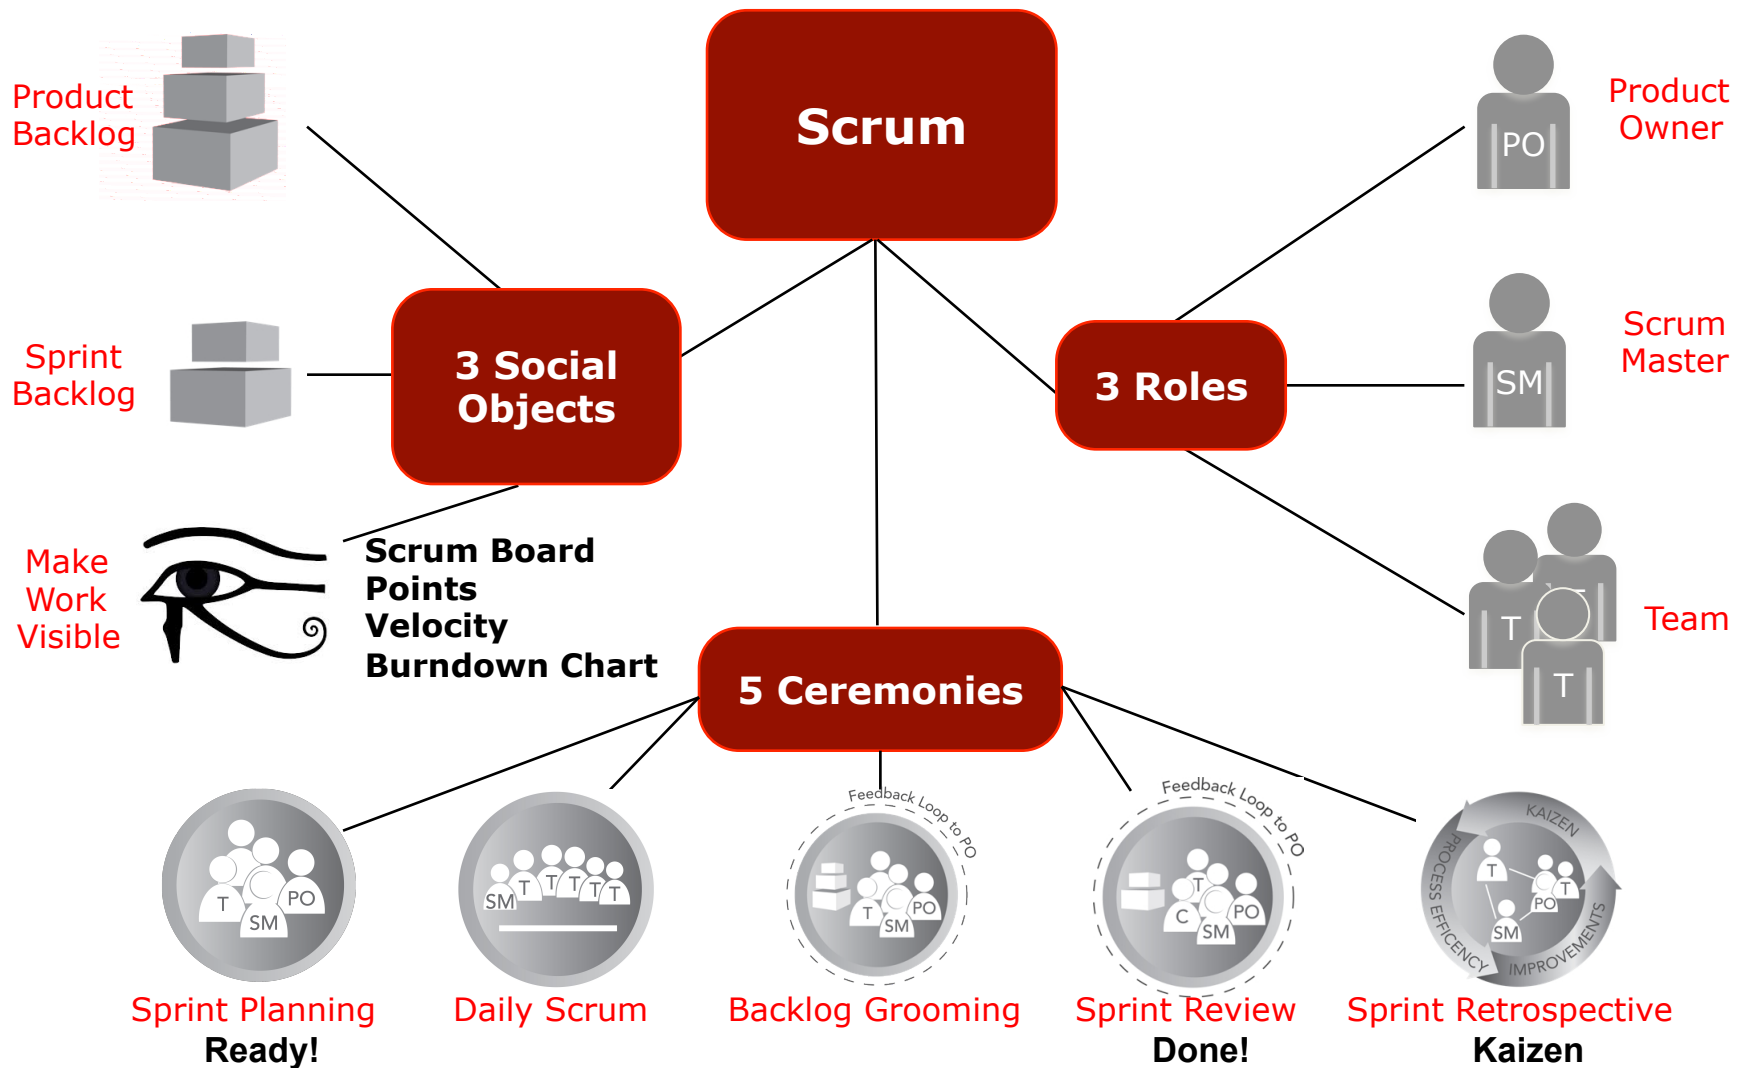 Scrum
Product
Backlog
PO
Product
Owner
Sprint
Backlog
3 Social
Objects
3 Roles
SM
Scrum
Master
Make
Work
Visible
Scrum Board
Points
Velocity
Burndown Chart
T
T
Team
5 Ceremonies
T
SM
PO
Sprint Planning
Ready!
SM
T
T
T
T
T
Daily Scrum
Feedback Loop to PO
T
SM
PO
Backlog Grooming
Feedback Loop to PO
T
C
SM
PO
Sprint Review
Done!
KAIZEN
PROCESS EFFICENCY
IMPROVEMENTS
T
PO
T
SM
Sprint Retrospective
Kaizen